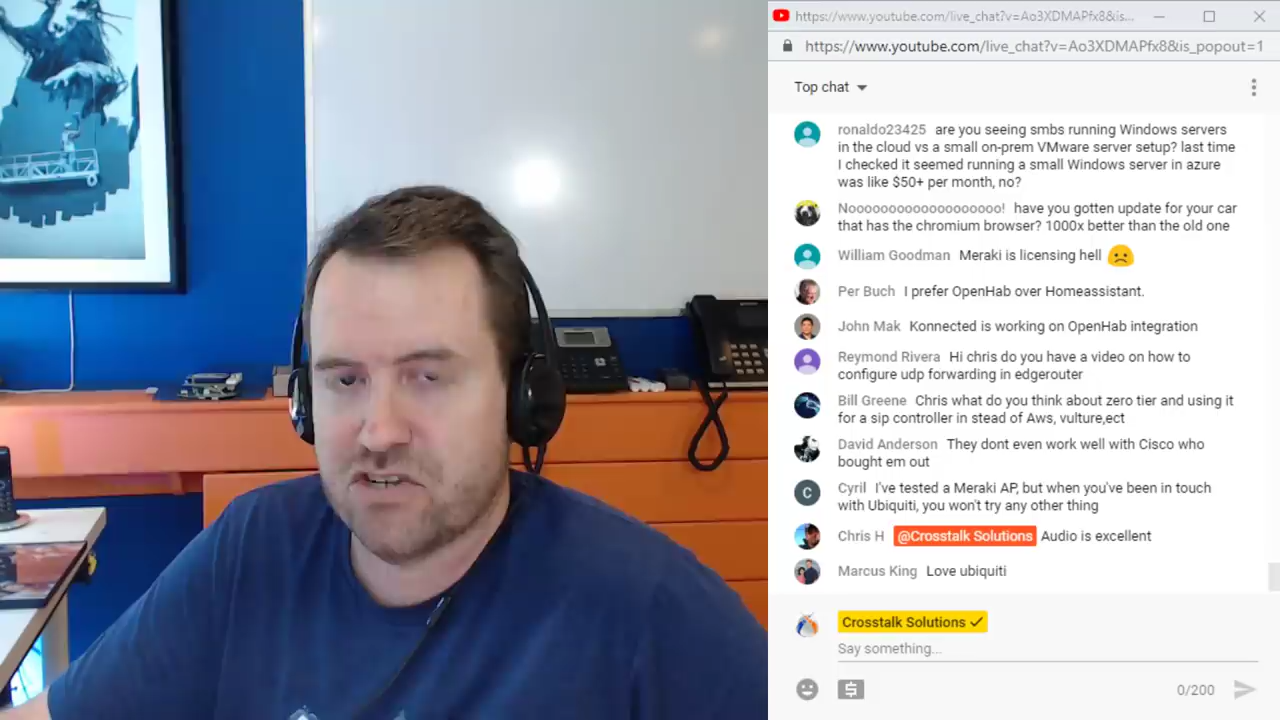 https://www.youtube.com/live_chat?v=Ao3XDMAPfx8&is...
https://www.youtube.com/live_chat?v=Ao3XDMAPfx8&is_popout=1
Top chat
ronaldo23425 are you seeing smbs running Windows servers
in the cloud vs a small on-prem VMware server setup? last time
I checked it seemed running a small Windows server in azure
was like $50+ per month, no?
Noooooooooooooooooo! have you gotten update for your car
that has the chromium browser? 1000x better than the old one
William Goodman Meraki is licensing hell
Per Buch I prefer OpenHab over Homeassistant.
John Mak Konnected is working on OpenHab integration
Reymond Rivera Hi chris do you have a video on how to
configure udp forwarding in edgerouter
Bill Greene Chris what do you think about zero tier and using it
for a sip controller in stead of Aws, vulture,ect
David Anderson They dont even work well with Cisco who
bought em out
C Cyril I've tested a Meraki AP, but when you've been in touch
with Ubiquiti, you won't try any other thing
Chris H @Crosstalk Solutions Audio is excellent
Marcus King Love ubiquiti
Crosstalk Solutions
Say something...
0/200